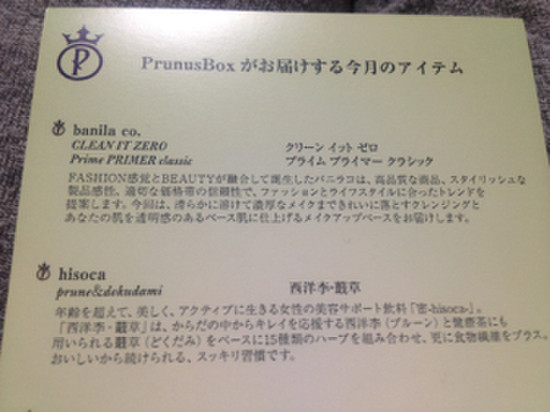 P
PrunusBox がお届けする今月のアイテム
banila co.
CLEAN IT ZERO クリーン イット ゼロ
Prime PRIMER classic プライム プライマー クラシック
FASHION感覚とBEAUTYが融合して誕生したバニラコは、高品質な商品、スタイリッシュな
製品感性、適切な価格帯の信頼性で、ファッションとライフスタイルに合ったトレンドを
提案します。今回は、滑らかに溶けて濃厚なメイクまできれいに落とすクレンジングと
あなたの肌を透明感のあるベース肌に仕上げるメイクアップベースをお届けします。
hisoca
prune&dokudami 西洋李・蕺草
年齢を超えて、美しく、アクティブに生きる女性の美容サポート飲料「密-hisoca-」。
「西洋李・蕺草」は、からだの中からキレイを応援する西洋李（プルーン）と健康茶にも
用いられる蕺草（どくだみ）をベースに15種類のハーブを組み合わせ、更に食物繊維をプラス。
おいしいから続けられる、スッキリ習慣です。